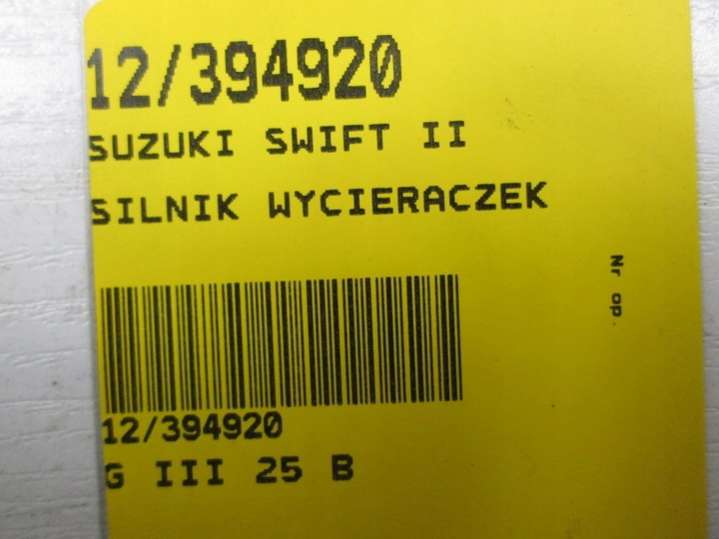 12/394920
SUZUKI SWIFT II
SILNIK WYCIERACZEK
12/394920
G III 25 B
Nr op